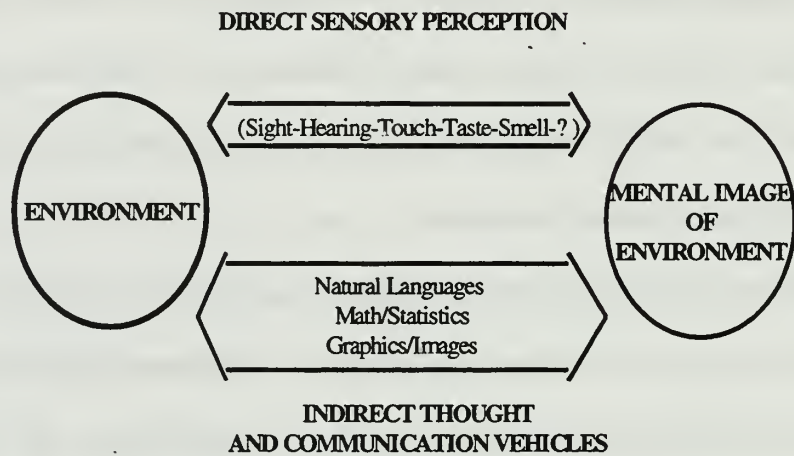 DIRECT SENSORY PERCEPTION
(Sight-Hearing-Touch-Taste-Smell-?)
ENVIRONMENT
MENTAL IMAGE
OF
ENVIRONMENT
Natural Languages
Math/Statistics
Graphics/Images
INDIRECT THOUGHT
AND COMMUNICATION VEHICLES